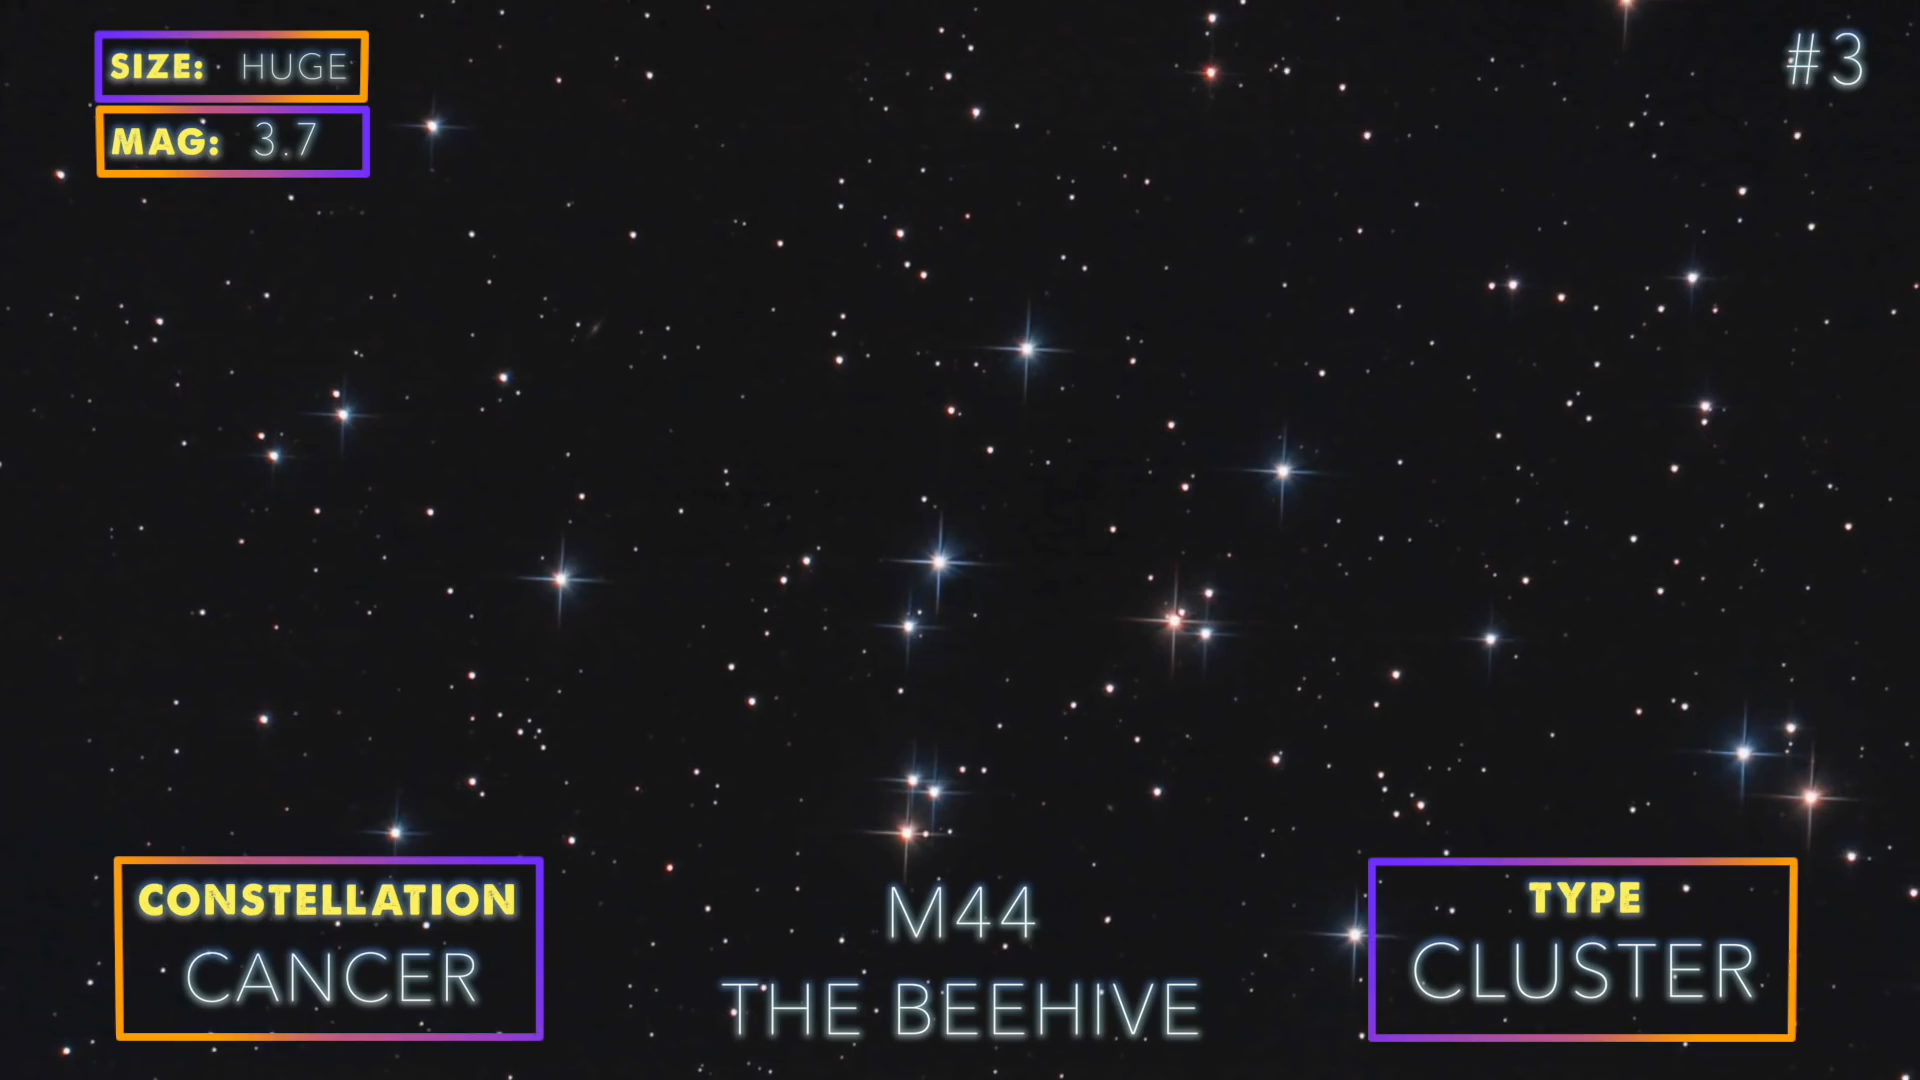 SIZE: HUGE
#3
MAG: 3.7
CONSTELLATION
CANCER
M44
THE BEEHIVE
TYPE
CLUSTER